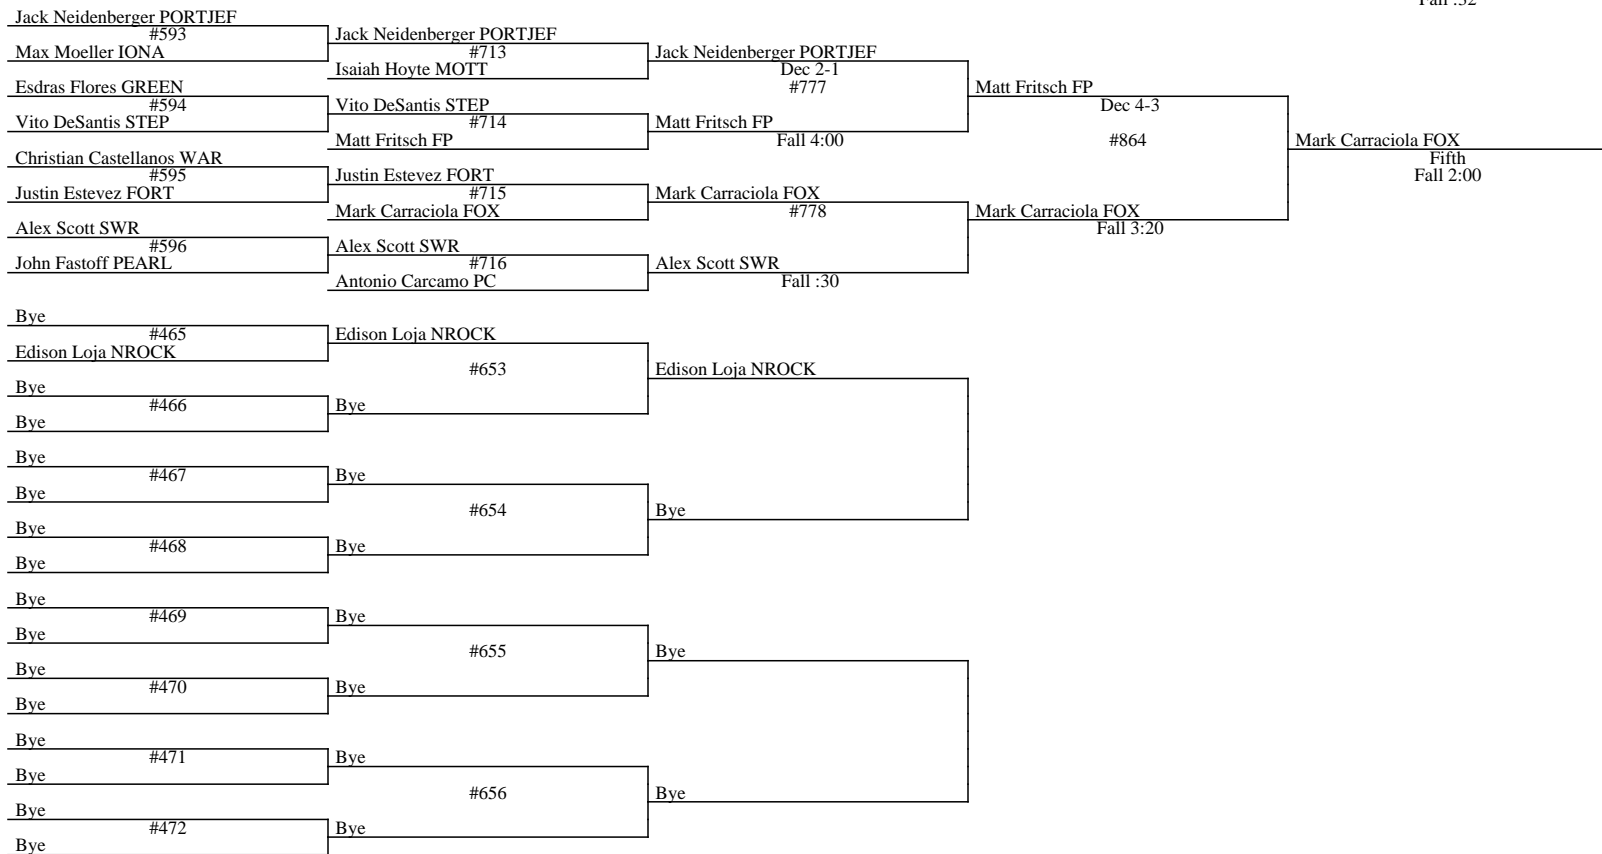 Fall :32
Jack Neidenberger PORTJEF
#593
Max Moeller IONA
Esdras Flores GREEN
#594
Vito DeSantis STEP
Christian Castellanos WAR
#595
Justin Estevez FORT
Alex Scott SWR
#596
John Fastoff PEARL
Jack Neidenberger PORTJEF
#713
Isaiah Hoyte MOTT
Vito DeSantis STEP
#714
Matt Fritsch FP
Justin Estevez FORT
#715
Mark Carraciola FOX
Alex Scott SWR
#716
Antonio Carcamo PC
Jack Neidenberger PORTJEF
Dec 2-1
#777
Matt Fritsch FP
Fall 4:00
Mark Carraciola FOX
#778
Alex Scott SWR
Fall :30
Matt Fritsch FP
Dec 4-3
#864
Mark Carraciola FOX
Fall 3:20
Mark Carraciola FOX
Fifth
Fall 2:00
Bye
#465
Edison Loja NROCK
Bye
#466
Bye
Bye
#467
Bye
Bye
#468
Bye
Bye
#469
Bye
Bye
#470
Bye
Bye
#471
Bye
Bye
#472
Bye
Edison Loja NROCK
#653
Bye
Bye
#654
Bye
Bye
#655
Bye
Bye
#656
Bye
Edison Loja NROCK
Bye
Bye
Bye